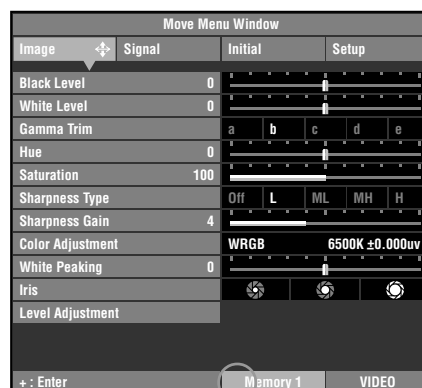 Move Menu Window
Image Signal Initial Setup
Black Level 0
White Level 0
Gamma Trim a b c d e
Hue 0
Saturation 100
Sharpness Type Off L ML MH H
Sharpness Gain 4
Color Adjustment WRGB 6500K ±0.000uv
White Peaking 0
Iris
Level Adjustment
+ : Enter Memory 1 VIDEO